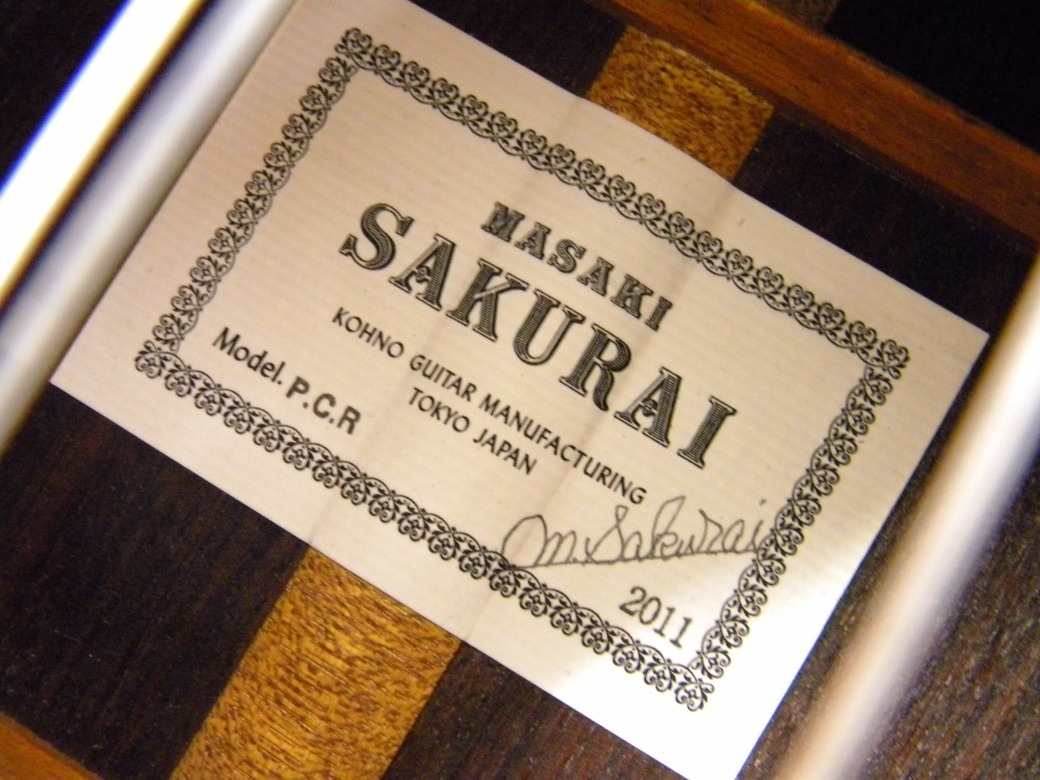 MASAKI
SAKURAI
KOHNO GUITAR MANUFACTURING
TOKYO JAPAN
Model. P.C.R
M. Sakurai
2011